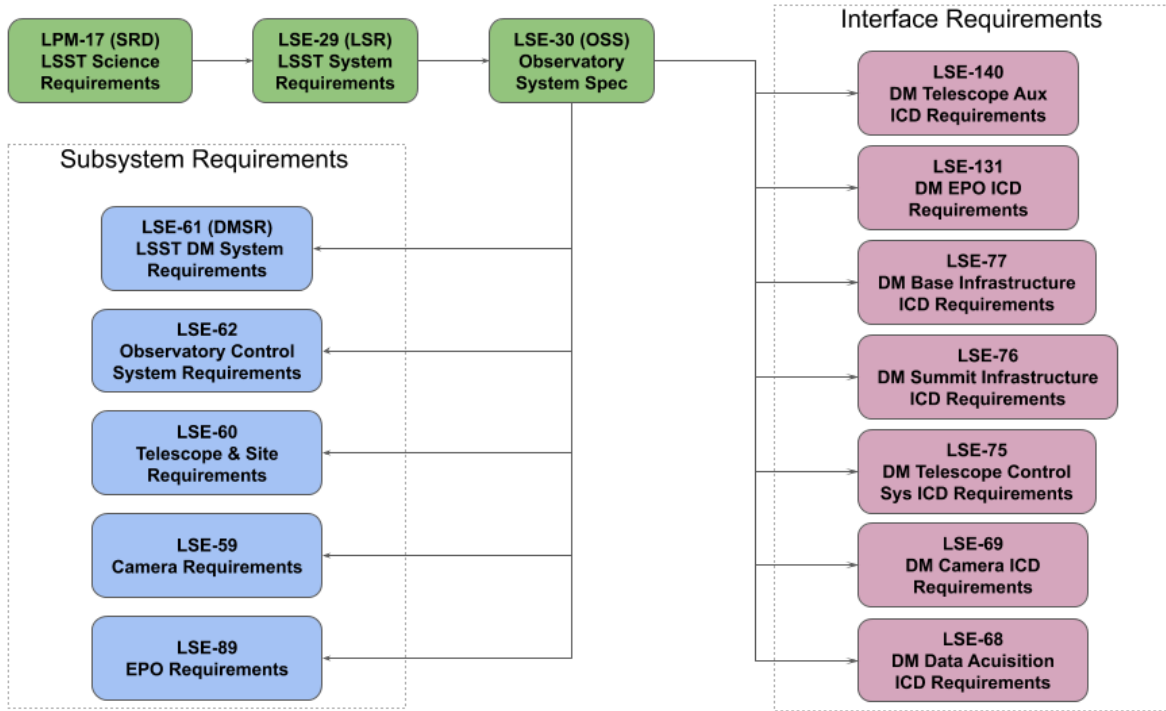 LPM-17 (SRD)
LSST Science
Requirements
LSE-29 (LSR)
LSST System
Requirements
LSE-30 (OSS)
Observatory
System Spec
Subsystem Requirements
LSE-61 (DMSR)
LSST DM System
Requirements
LSE-62
Observatory Control
System Requirements
LSE-60
Telescope & Site
Requirements
LSE-59
Camera Requirements
LSE-89
EPO Requirements
Interface Requirements
LSE-140
DM Telescope Aux
ICD Requirements
LSE-131
DM EPO ICD
Requirements
LSE-77
DM Base Infrastructure
ICD Requirements
LSE-76
DM Summit Infrastructure
ICD Requirements
LSE-75
DM Telescope Control
Sys ICD Requirements
LSE-69
DM Camera ICD
Requirements
LSE-68
DM Data Acuisition
ICD Requirements